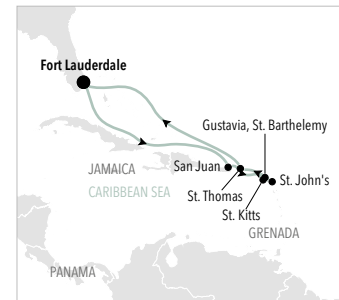 Fort Lauderdale
Gustavia, St. Barthelemy
JAMAICA
San Juan
St. John's
CARIBBEAN SEA
St. Thomas
St. Kitts
GRENADA
PANAMA